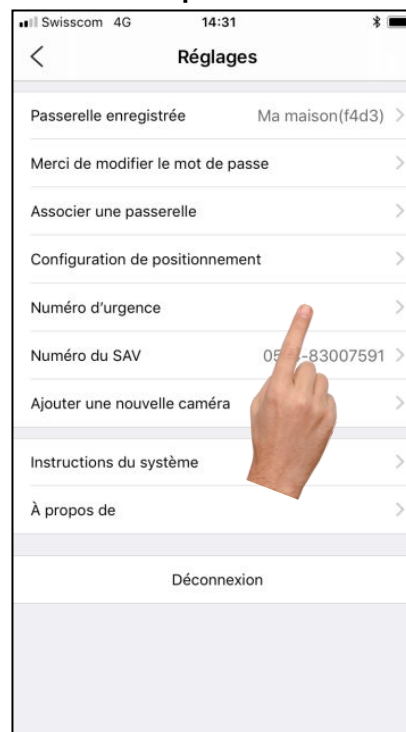 Swisscom 4G 14:31
Réglages
Passerelle enregistrée Ma maison(f4d3)
Merci de modifier le mot de passe
Associer une passerelle
Configuration de positionnement
Numéro d'urgence
Numéro du SAV
Ajouter une nouvelle caméra
Instructions du système
À propos de
Déconnexion